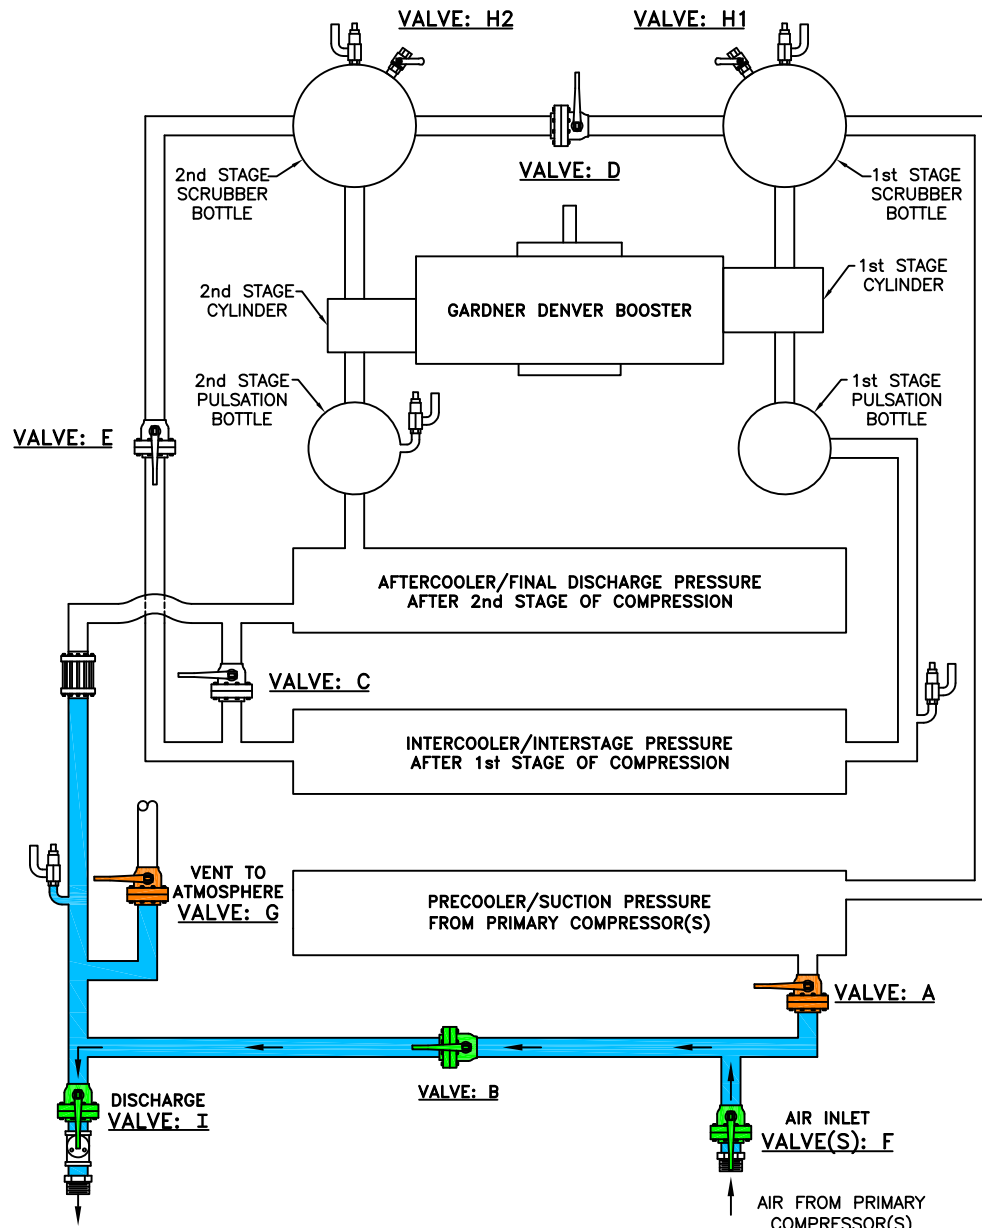 VALVE: H2
VALVE: H1
2nd STAGE
SCRUBBER
BOTTLE
VALVE: D
1st STAGE
SCRUBBER
BOTTLE
2nd STAGE
CYLINDER
GARDNER DENVER BOOSTER
1st STAGE
CYLINDER
2nd STAGE
PULSATION
BOTTLE
1st STAGE
PULSATION
BOTTLE
VALVE: E
AFTERCOOLER/FINAL DISCHARGE PRESSURE
AFTER 2nd STAGE OF COMPRESSION
VALVE: C
INTERCOOLER/INTERSTAGE PRESSURE
AFTER 1st STAGE OF COMPRESSION
VENT TO
ATMOSPHERE
VALVE: G
PRECOOLER/SUCTION PRESSURE
FROM PRIMARY COMPRESSOR(S)
VALVE: A
VALVE: B
DISCHARGE
VALVE: I
AIR INLET
VALVE(S): F
AIR FROM PRIMARY
COMPRESSOR(S)